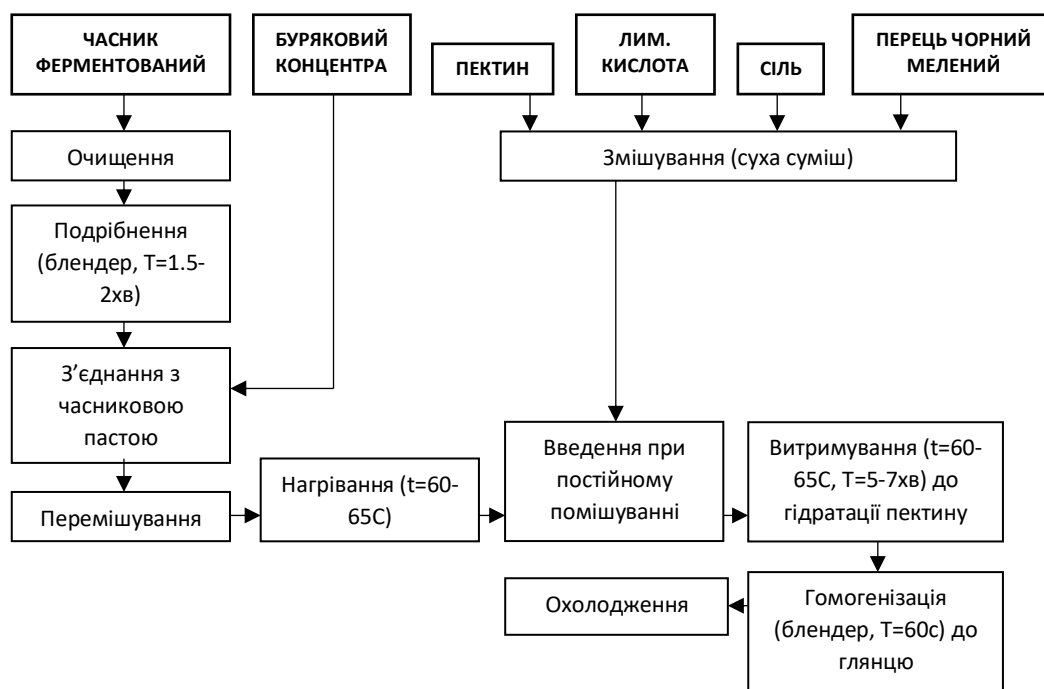 ЧАСНИК
ФЕРМЕНТОВАНИЙ
БУРЯКОВИЙ
КОНЦЕНТРА
ПЕКТИН
ЛИМ.
КИСЛОТА
СІЛЬ
ПЕРЕЦЬ ЧОРНИЙ
МЕЛЕНИЙ
Очищення
Змішування (суха суміш)
Подрібнення
(блендер, T=1.5-
2хв)
З’єднання з
часниковою
пастою
Перемішування
Нагрівання (t=60-
65С)
Введення при
постійному
помішуванні
Витримування (t=60-
65С, T=5-7хв) до
гідратації пектину
Охолодження
Гомогенізація
(блендер, T=60с) до
глянцю